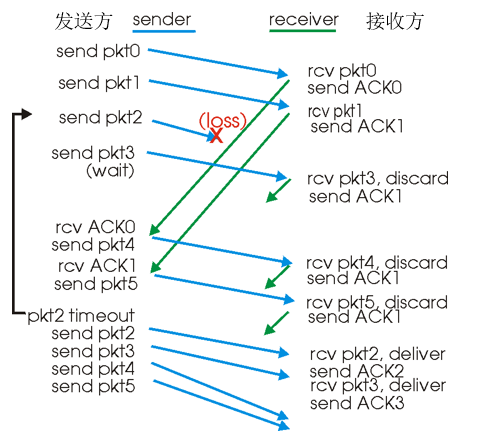 发送方 sender receiver 接收方
send pkt0
rcv pkt0
send pkt1
send ACK0
send pkt2
(loss)
X
rcv pkt1
send ACK1
send pkt3
(wait)
rcv pkt3, discard
send ACK1
rcv ACK0
send pkt4
rcv ACK1
send pkt5
rcv pkt4, discard
send ACK1
rcv pkt5, discard
send ACK1
pkt2 timeout
send pkt2
send pkt3
send pkt4
send pkt5
rcv pkt2, deliver
send ACK2
rcv pkt3, deliver
send ACK3